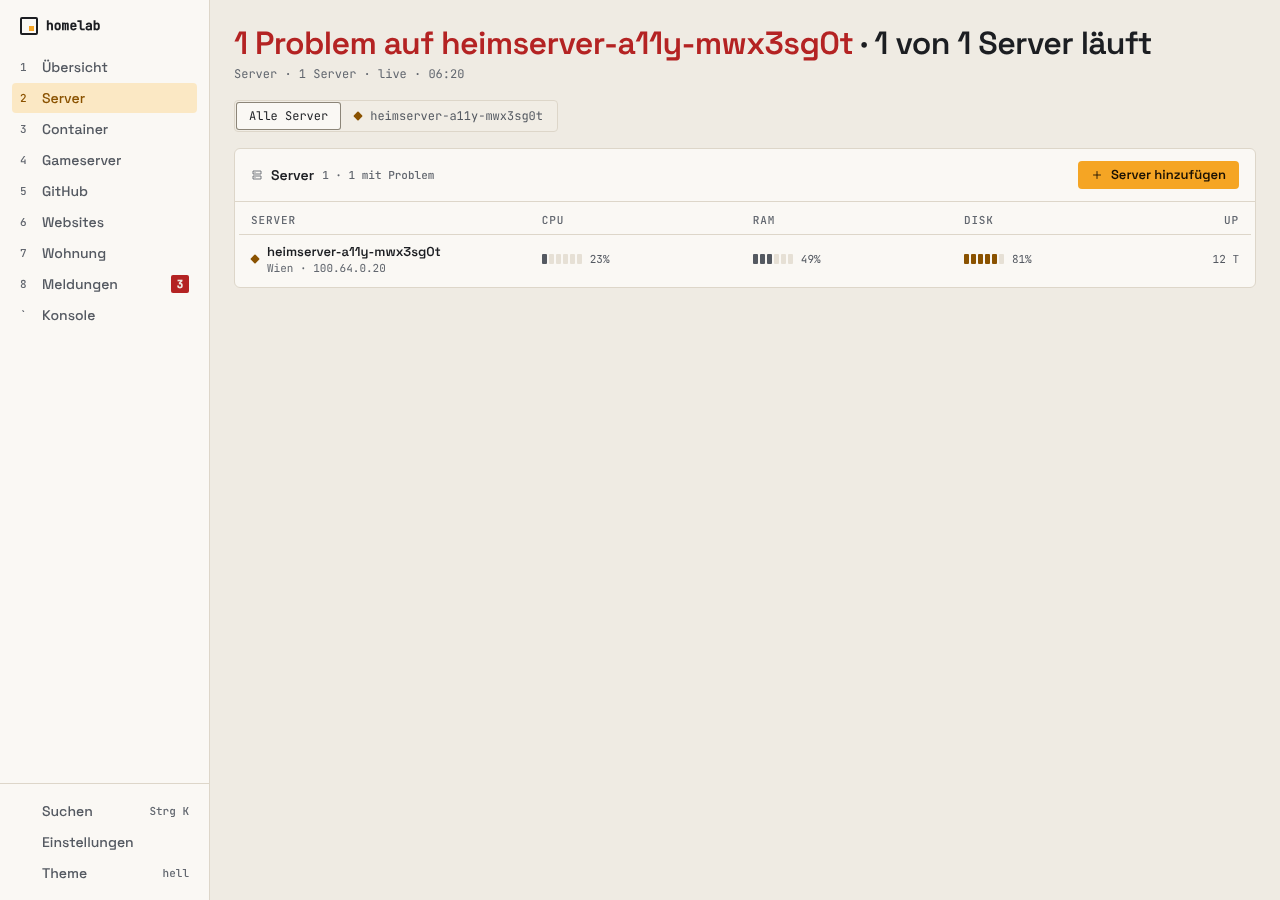 homelab
1 Übersicht
2 Server
3 Container
4 Gameserver
5 GitHub
6 Websites
7 Wohnung
8 Meldungen 3
` Konsole
Suchen Strg K
Einstellungen
Theme hell
1 Problem auf heimserver-a11y-mwx3sg0t · 1 von 1 Server läuft
Server · 1 Server · live · 06:20
Alle Server ◆ heimserver-a11y-mwx3sg0t
Server 1 · 1 mit Problem + Server hinzufügen
SERVER CPU RAM DISK UP
◆ heimserver-a11y-mwx3sg0t 23% 49% 81% 12 T
Wien · 100.64.0.20